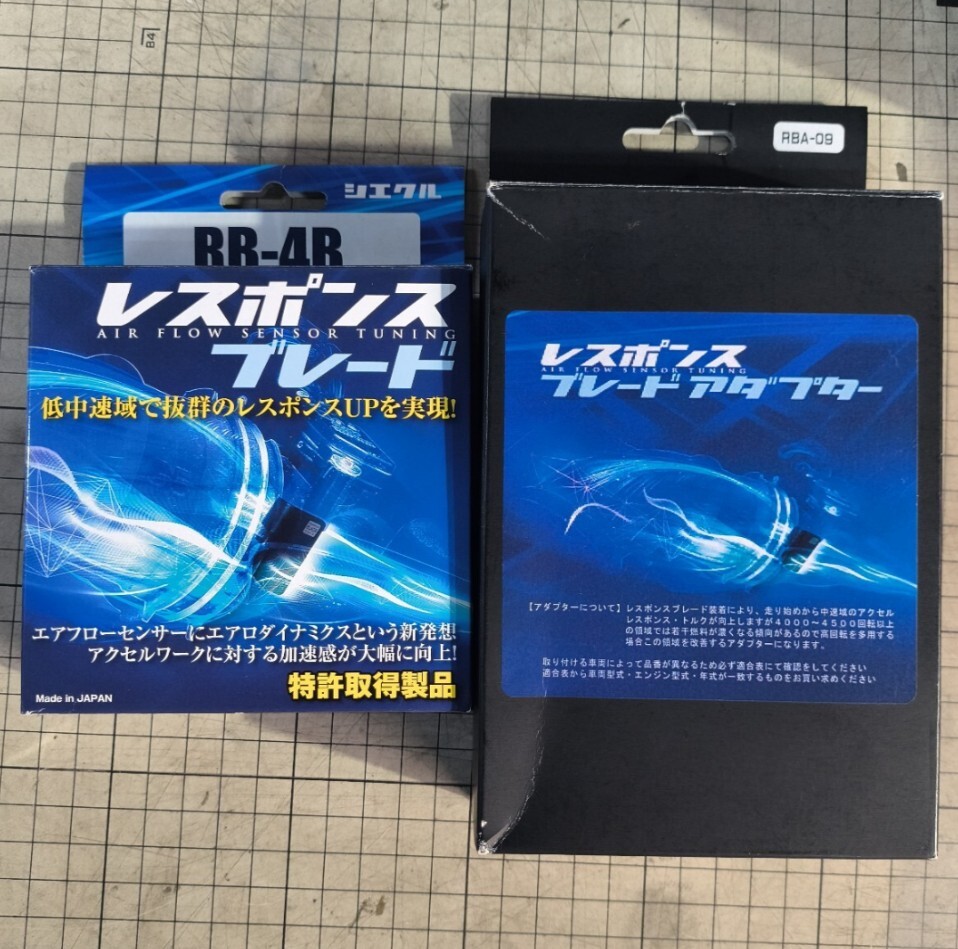 B4
シエクル
RB-4B
レスポンス
AIR FLOW SENSOR TUNING
ブレード
低中速域で抜群のレスポンスUPを実現!
エアフローセンサーにエアロダイナミクスという新発想
アクセルワークに対する加速感が大幅に向上!
特許取得製品
Made in JAPAN
RBA-09
レスポンス
AIR FLOW SENSOR TUNING
ブレードアダプター
【アダプターについて】レスポンスブレード装着により、走り始めから中速域のアクセル
レスポンス・トルクが向上しますが4000〜4500回転以上
の領域では若干燃料が濃くなる傾向があるので高回転を多用する
場合この領域を改善するアダプターになります。
取り付ける車両によって品番が異なるため必ず適合表にて確認をしてください
適合表から車両型式・エンジン型式・年式が一致するものをお買い求めください